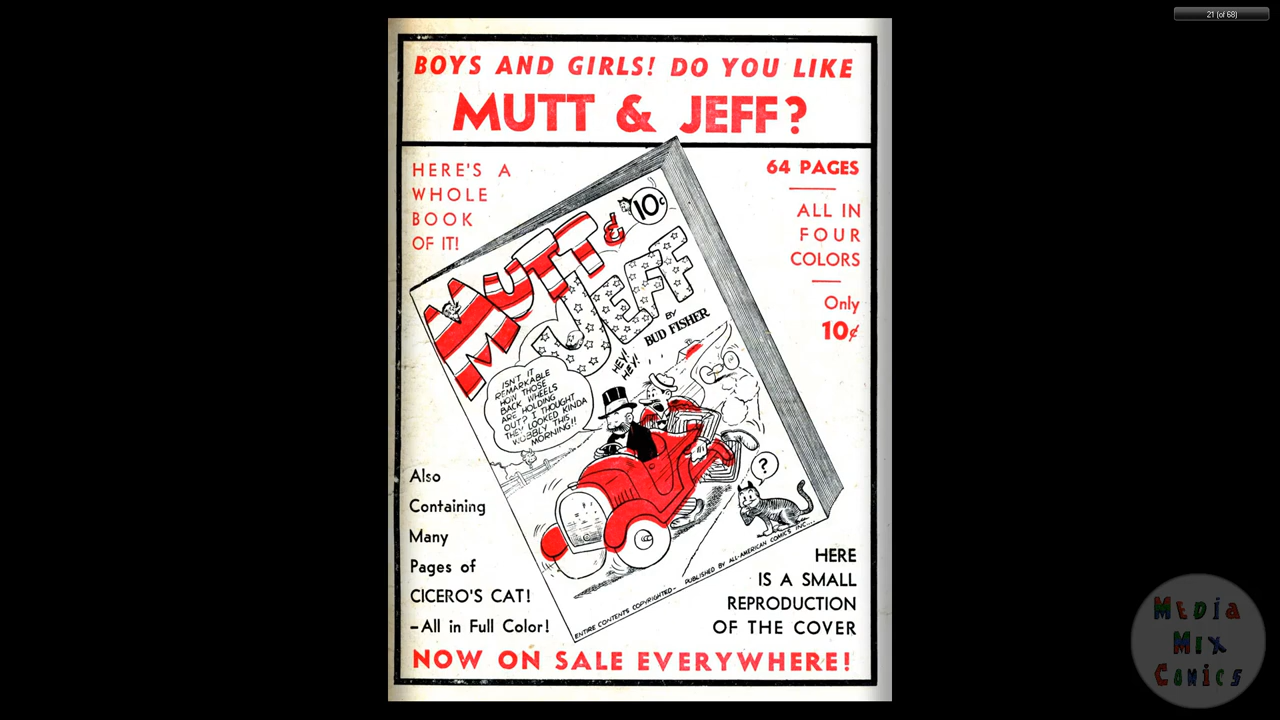 21 (of 68)
BOYS AND GIRLS! DO YOU LIKE
MUTT & JEFF?
HERE'S A
WHOLE
BOOK
OF IT!
64 PAGES
ALL IN
FOUR
COLORS
Only
10¢
10¢
MUTT &
JEFF
BY
BUD FISHER
HEY!
HEY!
ISN'T IT
REMARKABLE
HOW THOSE
BACK WHEELS
ARE HOLDING
OUT? I THOUGHT
THEY LOOKED KINDA
WOBBLY THIS
MORNING!!
?
ENTIRE CONTENTS COPYRIGHTED- PUBLISHED BY ALL-AMERICAN COMICS INC....
Also
Containing
Many
Pages of
CICERO'S CAT!
-All in Full Color!
HERE
IS A SMALL
REPRODUCTION
OF THE COVER
NOW ON SALE EVERYWHERE!
MEDIA
MIX
COMICS